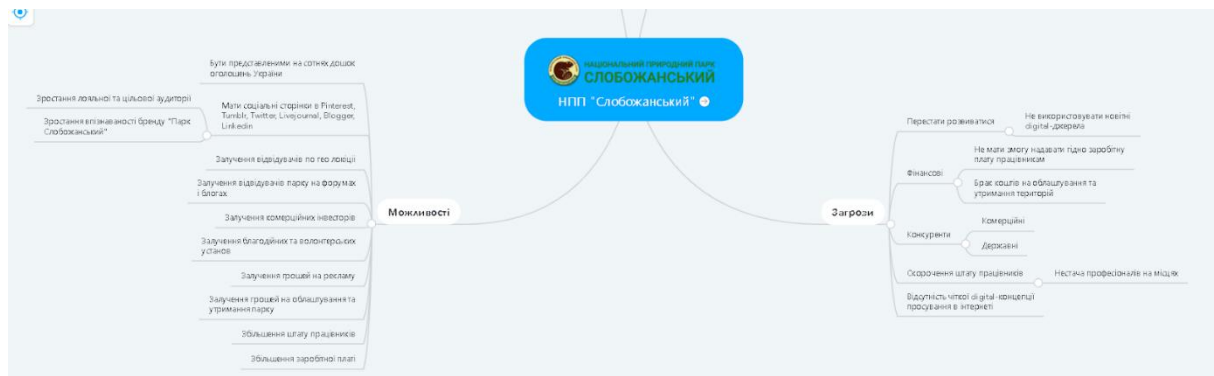 НАЦІОНАЛЬНИЙ ПРИРОДНИЙ ПАРК
СЛОБОЖАНСЬКИЙ
НПП "Слобожанський"
Можливості
Бути представленими на сотнях дошок
оголошень України
Мати соціальні сторінки в Pinterest,
Tumblr, Twitter, Livejournal, Blogger,
Linkedin
Зростання лояльної та цільової аудиторії
Зростання впізнаваності бренду "Парк
Слобожанський"
Залучення відвідувачів по гео локації
Залучення відвідувачів парку на форумах
і блогах
Залучення комерційних інвесторів
Залучення благодійних та волонтерських
установ
Залучення грошей на рекламу
Залучення грошей на облаштування та
утримання парку
Збільшення штату працівників
Збільшення заробітної платі
Загрози
Перестати розвиватися
Не використовувати новітні
digital-джерела
Фінансові
Не мати змогу надавати гідно заробітну
плату працівникам
Брак коштів на облаштування та
утримання територій
Конкуренти
Комерційні
Державні
Скорочення штату працівників
Нестача професіоналів на місцях
Відсутність чіткої digital-концепції
просування в інтернеті